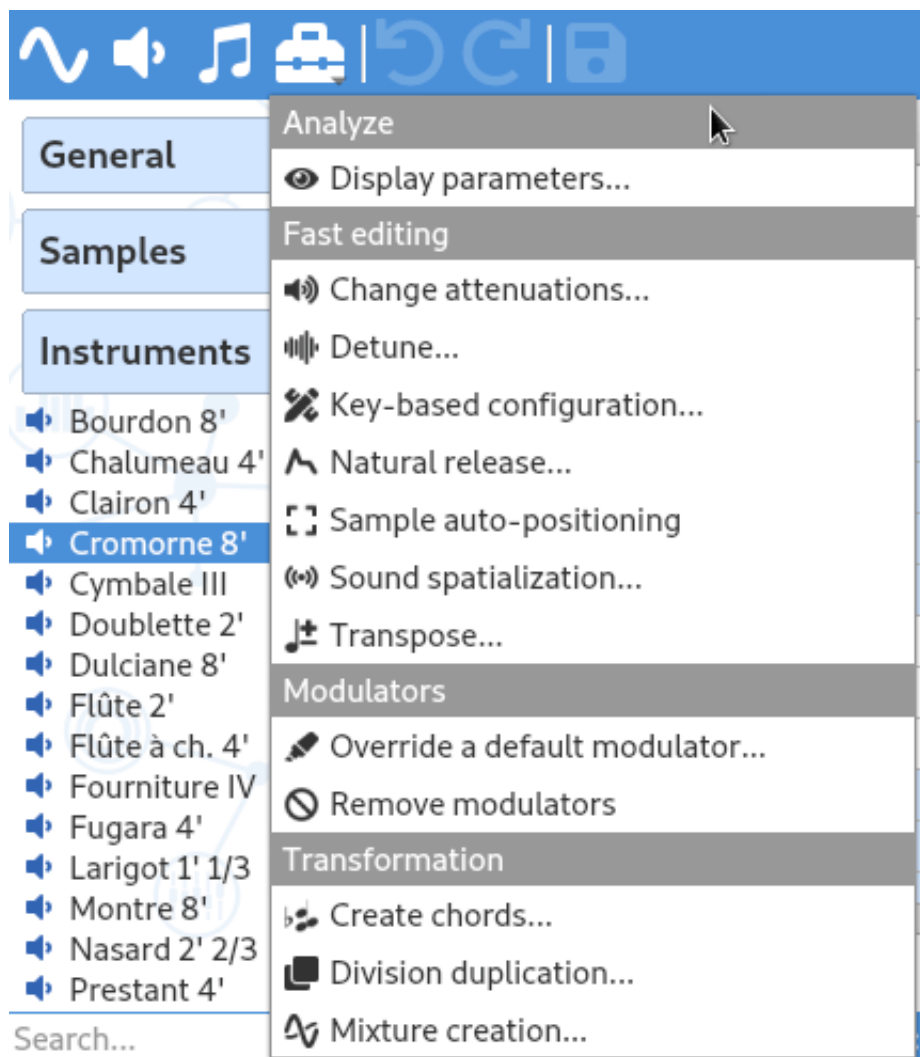 General
Samples
Instruments
Bourdon 8'
Chalumeau 4'
Clairon 4'
Cromorne 8'
Cymbale III
Doublette 2'
Dulciane 8'
Flûte 2'
Flûte à ch. 4'
Fourniture IV
Fugara 4'
Larigot 1' 1/3
Montre 8'
Nasard 2' 2/3
Prestant 4'
Search...
Analyze
Display parameters...
Fast editing
Change attenuations...
Detune...
Key-based configuration...
Natural release...
Sample auto-positioning
Sound spatialization...
Transpose...
Modulators
Override a default modulator...
Remove modulators
Transformation
Create chords...
Division duplication...
Mixture creation...